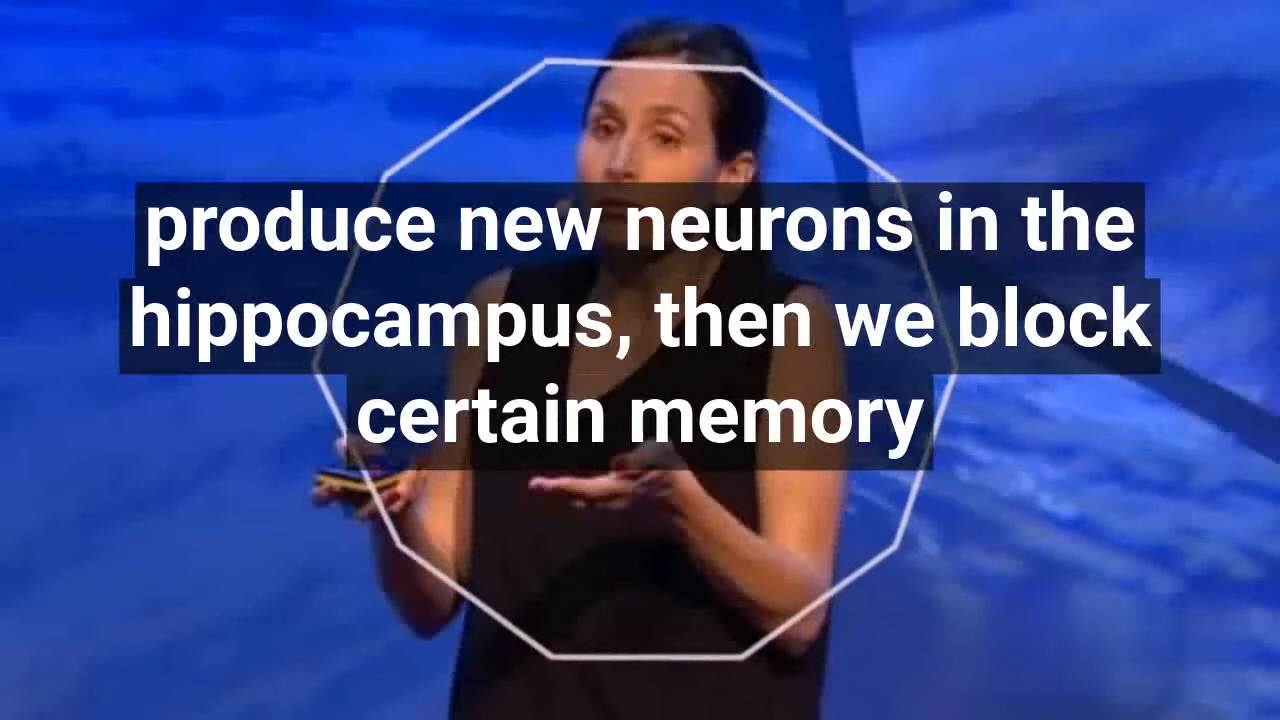 produce new neurons in the
hippocampus, then we block
certain memory